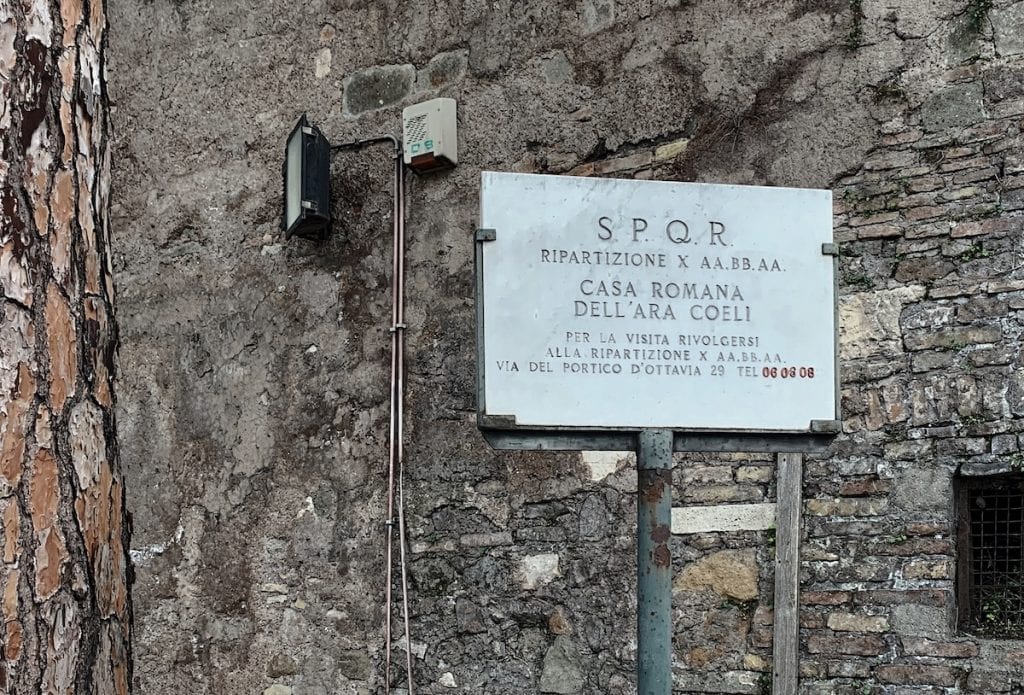 S. P. Q. R.
RIPARTIZIONE X AA.BB.AA.
CASA ROMANA
DELL'ARA COELI
PER LA VISITA RIVOLGERSI
ALLA RIPARTIZIONE X AA.BB.AA.
VIA DEL PORTICO D'OTTAVIA 29 TEL 06 06 08